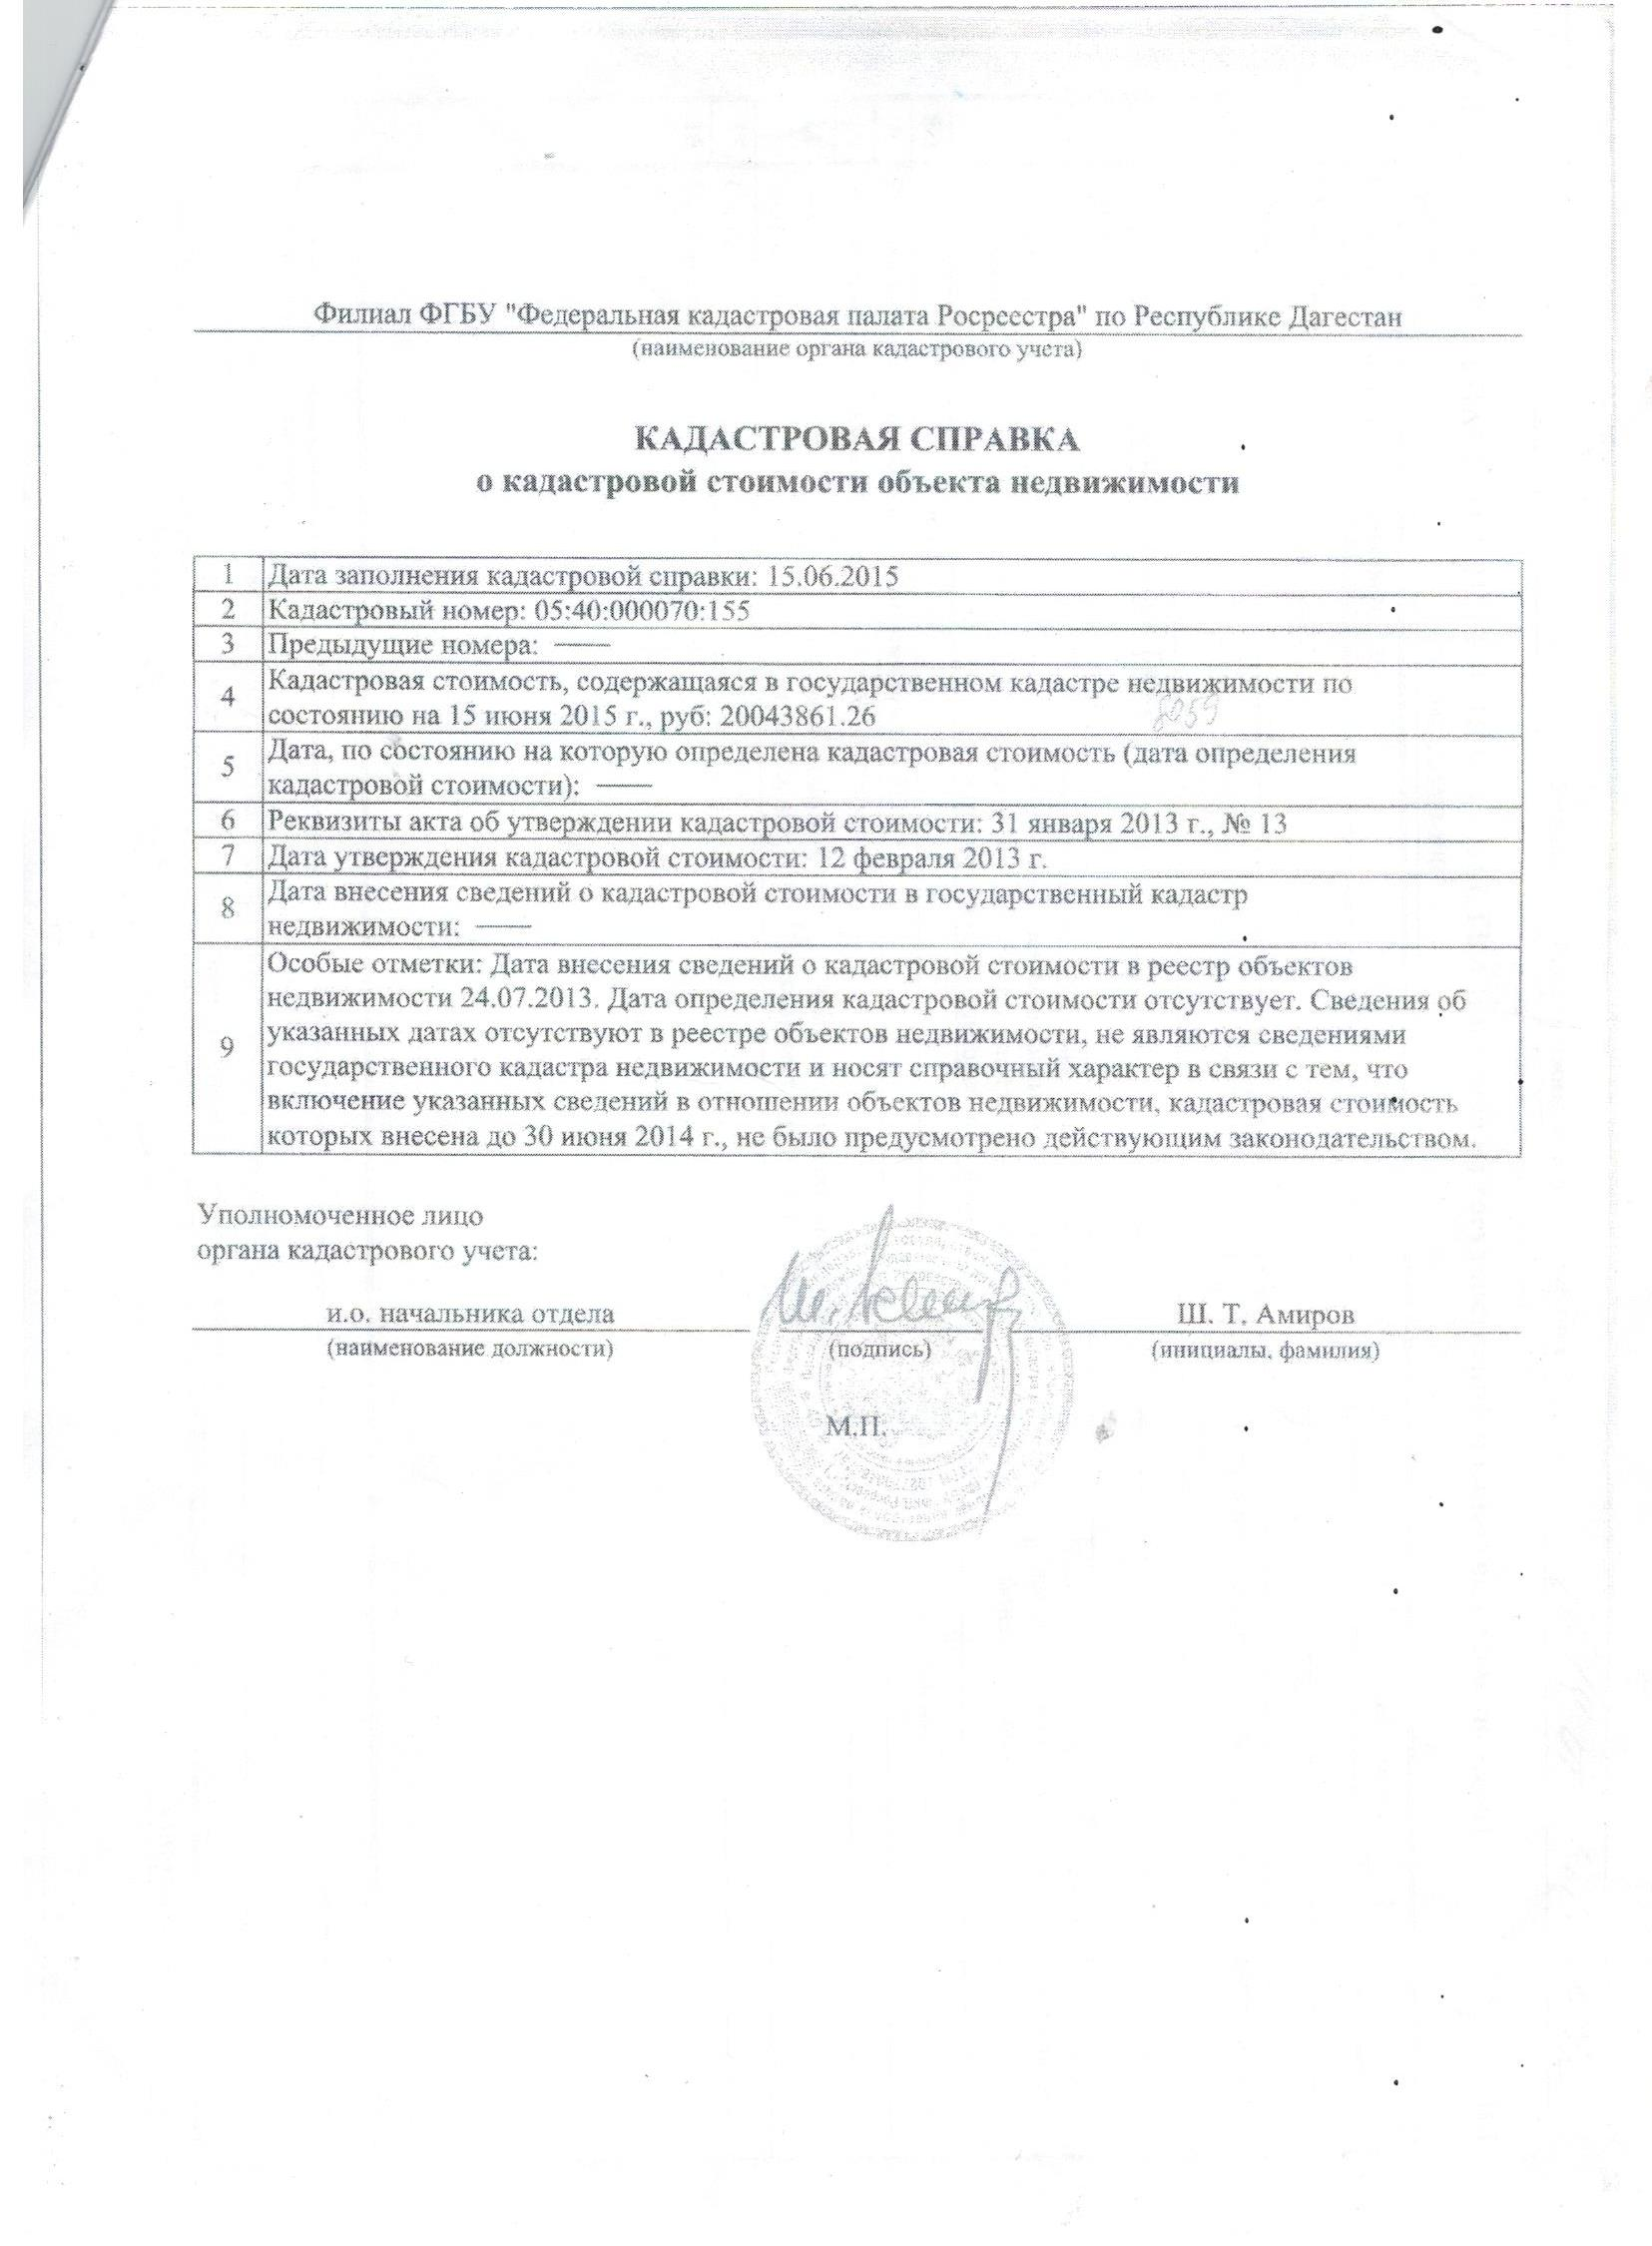 Филиал ФГБУ "Федеральная кадастровая палата Росреестра" по Республике Дагестан
(наименование органа кадастрового учета)
КАДАСТРОВАЯ СПРАВКА
о кадастровой стоимости объекта недвижимости
1 Дата заполнения кадастровой справки: 15.06.2015
2 Кадастровый номер: 05:40:000070:155
3 Предыдущие номера: ——
4 Кадастровая стоимость, содержащаяся в государственном кадастре недвижимости по
состоянию на 15 июня 2015 г., руб: 20043861.26
8059
5 Дата, по состоянию на которую определена кадастровая стоимость (дата определения
кадастровой стоимости): ——
6 Реквизиты акта об утверждении кадастровой стоимости: 31 января 2013 г., № 13
7 Дата утверждения кадастровой стоимости: 12 февраля 2013 г.
8 Дата внесения сведений о кадастровой стоимости в государственный кадастр
недвижимости: ——
9 Особые отметки: Дата внесения сведений о кадастровой стоимости в реестр объектов
недвижимости 24.07.2013. Дата определения кадастровой стоимости отсутствует. Сведения об
указанных датах отсутствуют в реестре объектов недвижимости, не являются сведениями
государственного кадастра недвижимости и носят справочный характер в связи с тем, что
включение указанных сведений в отношении объектов недвижимости, кадастровая стоимость
которых внесена до 30 июня 2014 г., не было предусмотрено действующим законодательством.
Уполномоченное лицо
органа кадастрового учета:
и.о. начальника отдела Ш. Т. Амиров
(наименование должности) (подпись) (инициалы, фамилия)
М.П.